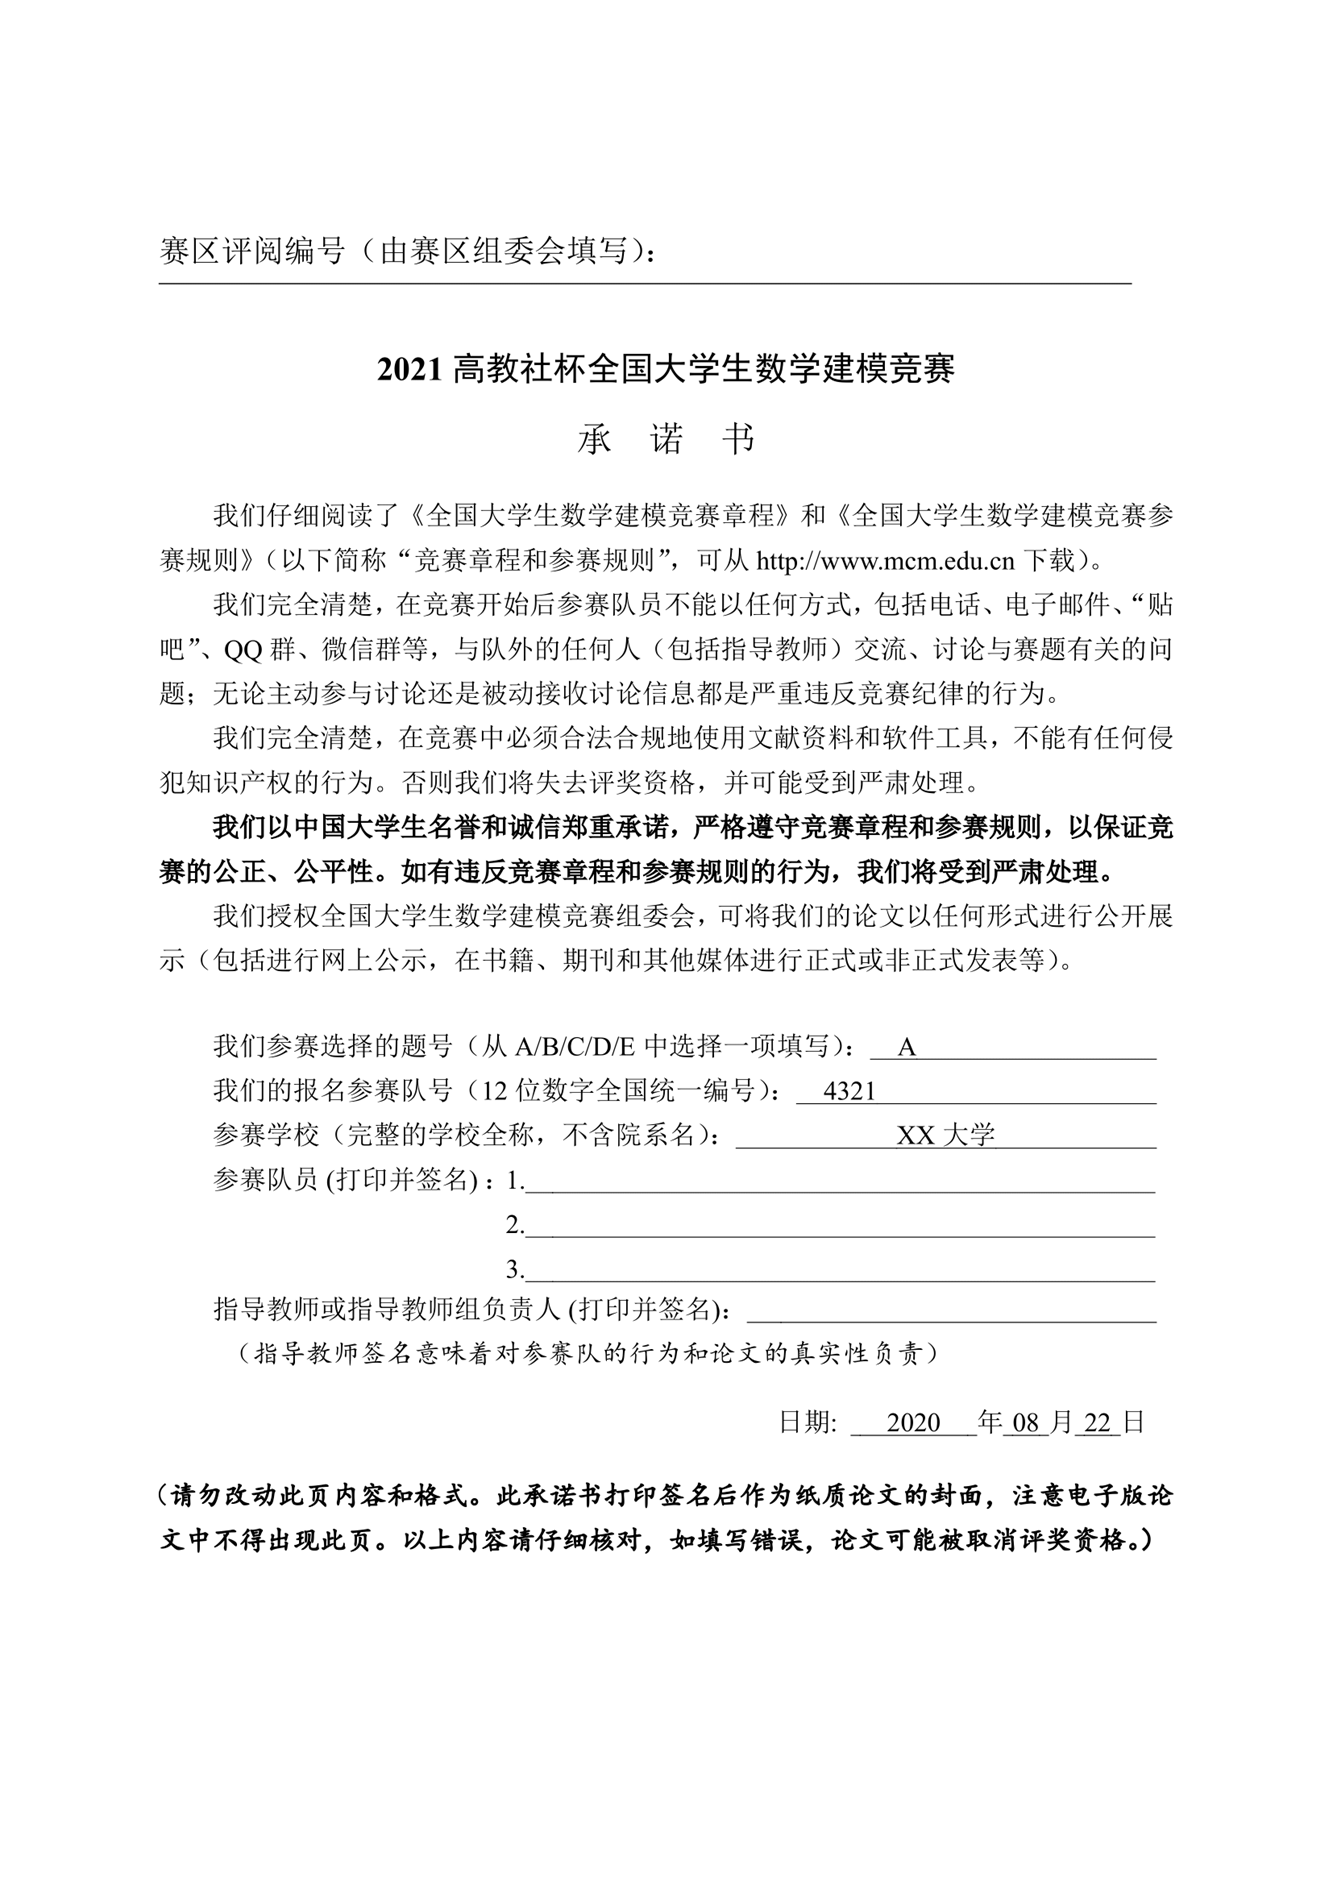 赛区评阅编号（由赛区组委会填写）：
2021 高教社杯全国大学生数学建模竞赛
承 诺 书
我们仔细阅读了《全国大学生数学建模竞赛章程》和《全国大学生数学建模竞赛参
赛规则》（以下简称“竞赛章程和参赛规则”，可从 http://www.mcm.edu.cn 下载）。
我们完全清楚，在竞赛开始后参赛队员不能以任何方式，包括电话、电子邮件、“贴
吧”、QQ 群、微信群等，与队外的任何人（包括指导教师）交流、讨论与赛题有关的问
题；无论主动参与讨论还是被动接收讨论信息都是严重违反竞赛纪律的行为。
我们完全清楚，在竞赛中必须合法合规地使用文献资料和软件工具，不能有任何侵
犯知识产权的行为。否则我们将失去评奖资格，并可能受到严肃处理。
我们以中国大学生名誉和诚信郑重承诺，严格遵守竞赛章程和参赛规则，以保证竞
赛的公正、公平性。如有违反竞赛章程和参赛规则的行为，我们将受到严肃处理。
我们授权全国大学生数学建模竞赛组委会，可将我们的论文以任何形式进行公开展
示（包括进行网上公示，在书籍、期刊和其他媒体进行正式或非正式发表等）。
我们参赛选择的题号（从 A/B/C/D/E 中选择一项填写）： A
我们的报名参赛队号（12 位数字全国统一编号）： 4321
参赛学校（完整的学校全称，不含院系名）： XX 大学
参赛队员 (打印并签名)：1.
2.
3.
指导教师或指导教师组负责人 (打印并签名)：
（指导教师签名意味着对参赛队的行为和论文的真实性负责）
日期: 2020 年 08 月 22 日
（请勿改动此页内容和格式。此承诺书打印签名后作为纸质论文的封面，注意电子版论
文中不得出现此页。以上内容请仔细核对，如填写错误，论文可能被取消评奖资格。）